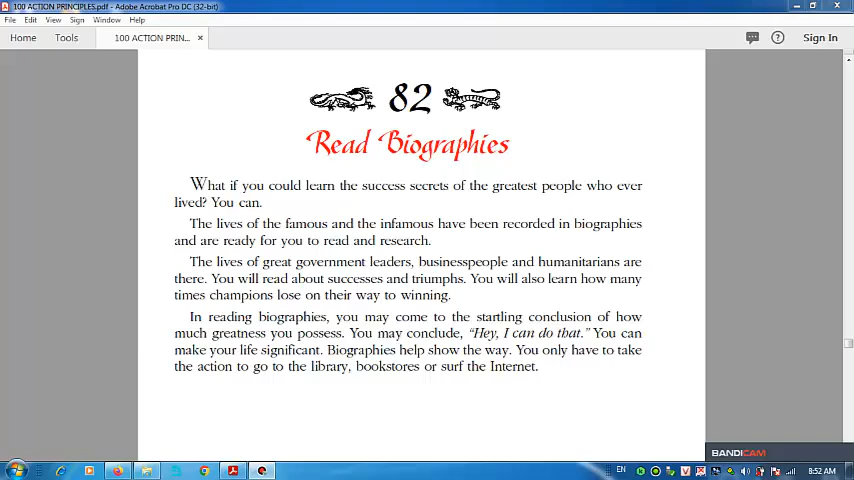 100 ACTION PRINCIPLES.pdf - Adobe Acrobat Pro DC (32-bit)
File Edit View Sign Window Help
Home Tools 100 ACTION PRIN... × Sign In
82
Read Biographies
What if you could learn the success secrets of the greatest people who ever
lived? You can.
The lives of the famous and the infamous have been recorded in biographies
and are ready for you to read and research.
The lives of great government leaders, businesspeople and humanitarians are
there. You will read about successes and triumphs. You will also learn how many
times champions lose on their way to winning.
In reading biographies, you may come to the startling conclusion of how
much greatness you possess. You may conclude, “Hey, I can do that.” You can
make your life significant. Biographies help show the way. You only have to take
the action to go to the library, bookstores or surf the Internet.
BANDICAM
EN 8:52 AM